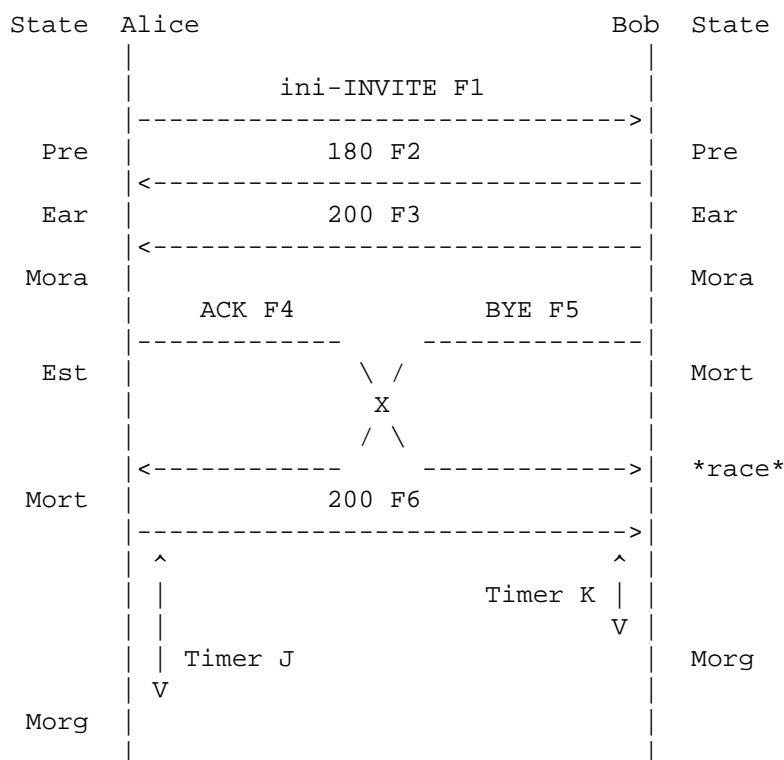 State  Alice                              Bob  State
        |                                  |
        |          ini-INVITE F1           |
        |--------------------------------->|
  Pre   |             180 F2               |  Pre
        |<---------------------------------|
  Ear   |             200 F3               |  Ear
        |<---------------------------------|
 Mora   |                                  |  Mora
        |    ACK F4            BYE F5      |
        |-------------     ---------------|
  Est   |              \ /                 |  Mort
        |               X                  |
        |              / \                 |
        |<------------     -------------->|  *race*
 Mort   |             200 F6               |
        |--------------------------------->|
        | ^                              ^ |
        | |                      Timer K | |
        | |                              V |
        | | Timer J                        |  Morg
        | V                                |
 Morg   |                                  |
        |                                  |